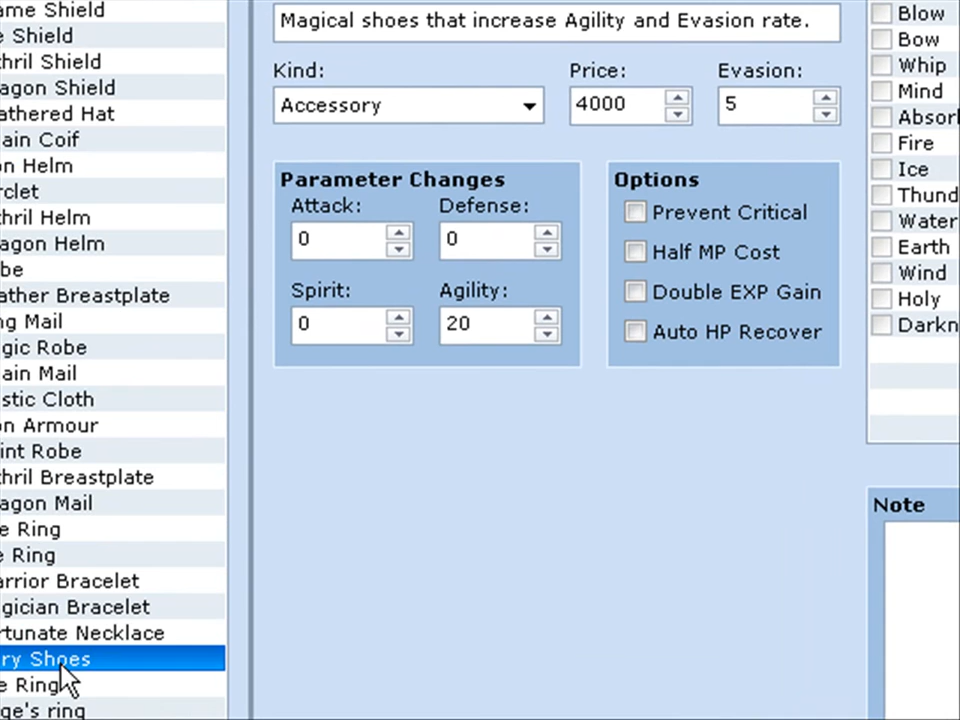 ame Shield
e Shield
thril Shield
agon Shield
athered Hat
ain Coif
on Helm
rclet
thril Helm
agon Helm
be
ather Breastplate
ng Mail
gic Robe
ain Mail
stic Cloth
on Armour
int Robe
thril Breastplate
agon Mail
e Ring
e Ring
arrior Bracelet
gician Bracelet
rtunate Necklace
ry Shoes
e Ring
ge's ring
Magical shoes that increase Agility and Evasion rate.
Kind: Price: Evasion:
Accessory 4000 5
Parameter Changes
Attack: Defense:
0 0
Spirit: Agility:
0 20
Options
Prevent Critical
Half MP Cost
Double EXP Gain
Auto HP Recover
Blow
Bow
Whip
Mind
Absor
Fire
Ice
Thund
Water
Earth
Wind
Holy
Darkn
Note